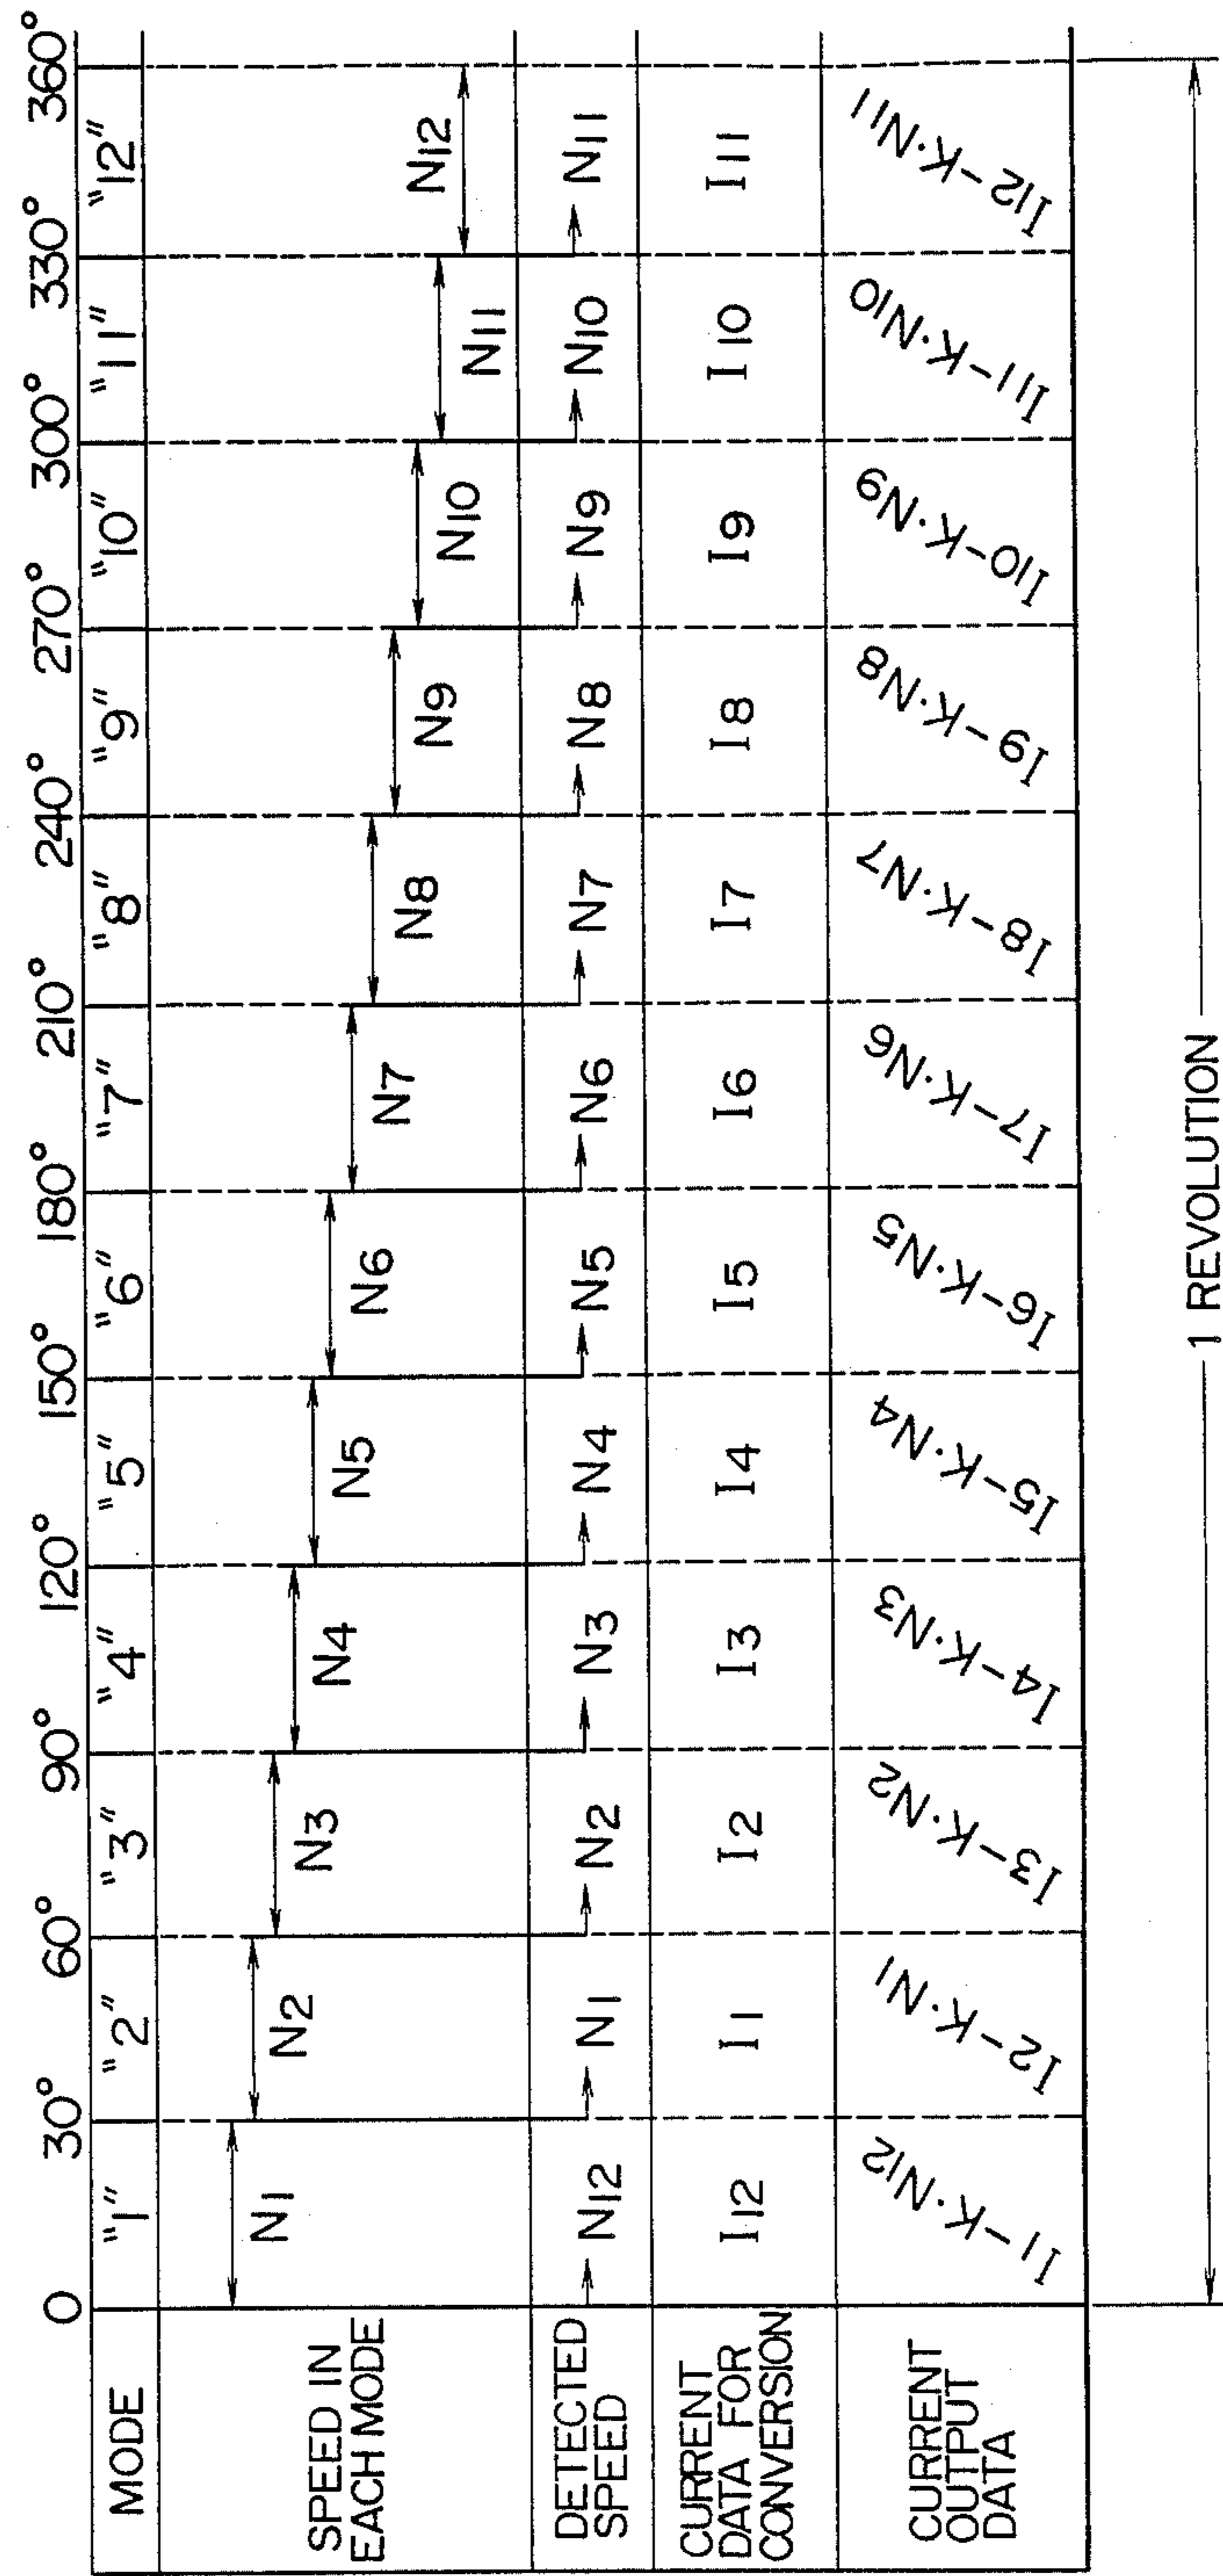 0 30° 60° 90° 120° 150° 180° 210° 240° 270° 300° 330° 360°
MODE "1" "2" "3" "4" "5" "6" "7" "8" "9" "10" "11" "12"
SPEED IN
EACH MODE
N1 N2 N3 N4 N5 N6 N7 N8 N9 N10 N11 N12
DETECTED
SPEED
N12 N1 N2 N3 N4 N5 N6 N7 N8 N9 N10 N11
CURRENT
DATA FOR
CONVERSION
I12 I1 I2 I3 I4 I5 I6 I7 I8 I9 I10 I11
CURRENT
OUTPUT
DATA
I1-K·N12 I2-K·N1 I3-K·N2 I4-K·N3 I5-K·N4 I6-K·N5 I7-K·N6 I8-K·N7 I9-K·N8 I10-K·N9 I11-K·N10 I12-K·N11
1 REVOLUTION